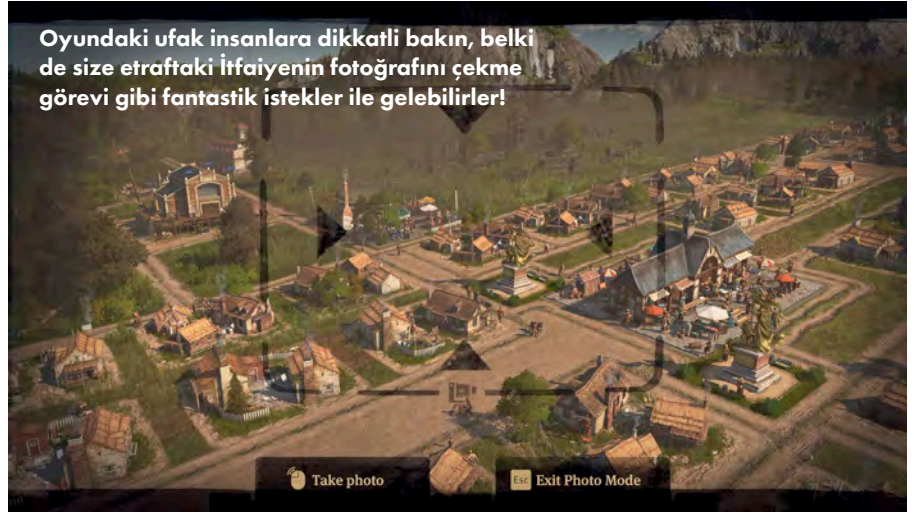 Oyundaki ufak insanlara dikkatli bakın, belki
de size etraftaki İtfaiyenin fotoğrafını çekme
görevi gibi fantastik istekler ile gelebilirler!
Take photo
Esc Exit Photo Mode